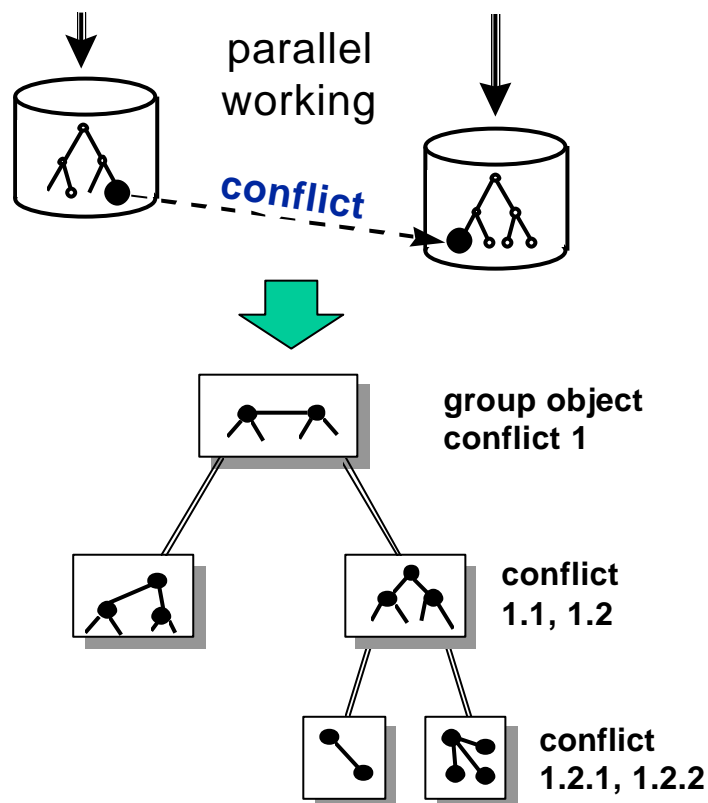 parallel
working
conflict
group object
conflict 1
conflict
1.1, 1.2
conflict
1.2.1, 1.2.2